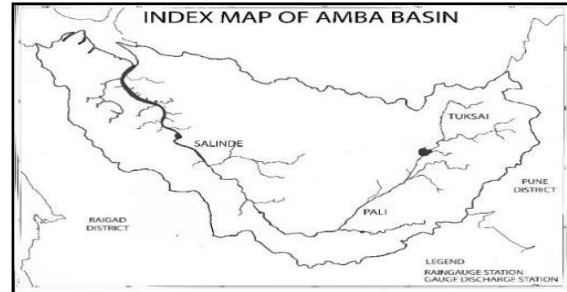 INDEX MAP OF AMBA BASIN
TUKSAI
SALINDE
PUNE
DISTRICT
PALI
RAIGAD
DISTRICT
LEGEND
RAINGAUGE STATION
GAUGE DISCHARGE STATION